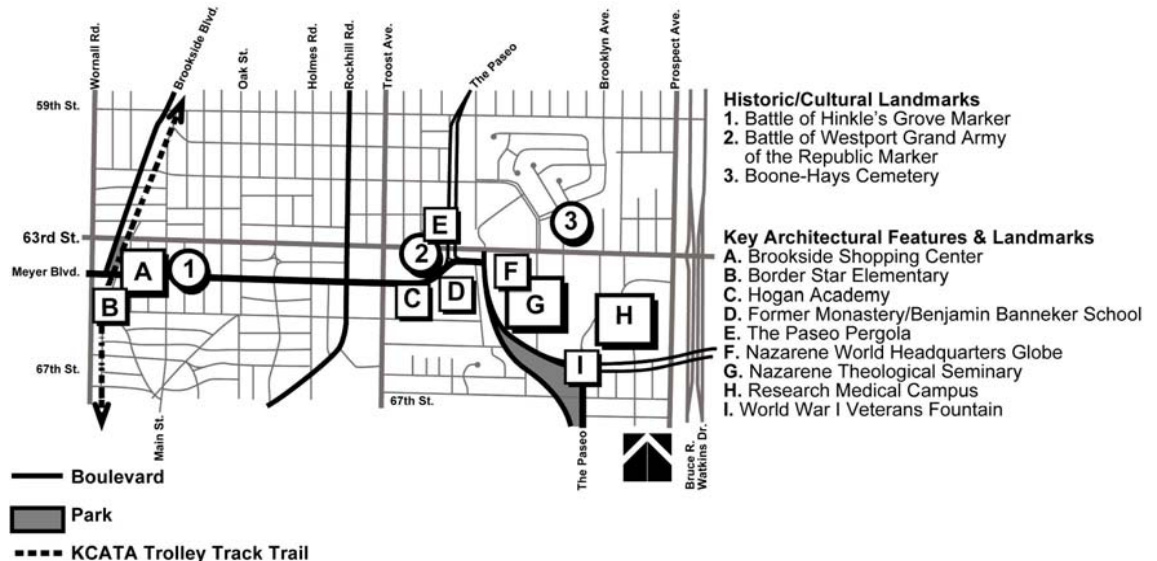 Wornall Rd.
Brookside Blvd.
Oak St.
Holmes Rd.
Rockhill Rd.
Troost Ave.
The Paseo
Brooklyn Ave.
Prospect Ave.
59th St.
63rd St.
Meyer Blvd.
67th St.
A
1
B
2
E
3
C
D
F
G
H
I
67th St.
Main St.
The Paseo
Bruce R.
Watkins Dr.
Historic/Cultural Landmarks
1. Battle of Hinkle's Grove Marker
2. Battle of Westport Grand Army
of the Republic Marker
3. Boone-Hays Cemetery
Key Architectural Features & Landmarks
A. Brookside Shopping Center
B. Border Star Elementary
C. Hogan Academy
D. Former Monastery/Benjamin Banneker School
E. The Paseo Pergola
F. Nazarene World Headquarters Globe
G. Nazarene Theological Seminary
H. Research Medical Campus
I. World War I Veterans Fountain
Boulevard
Park
KCATA Trolley Track Trail